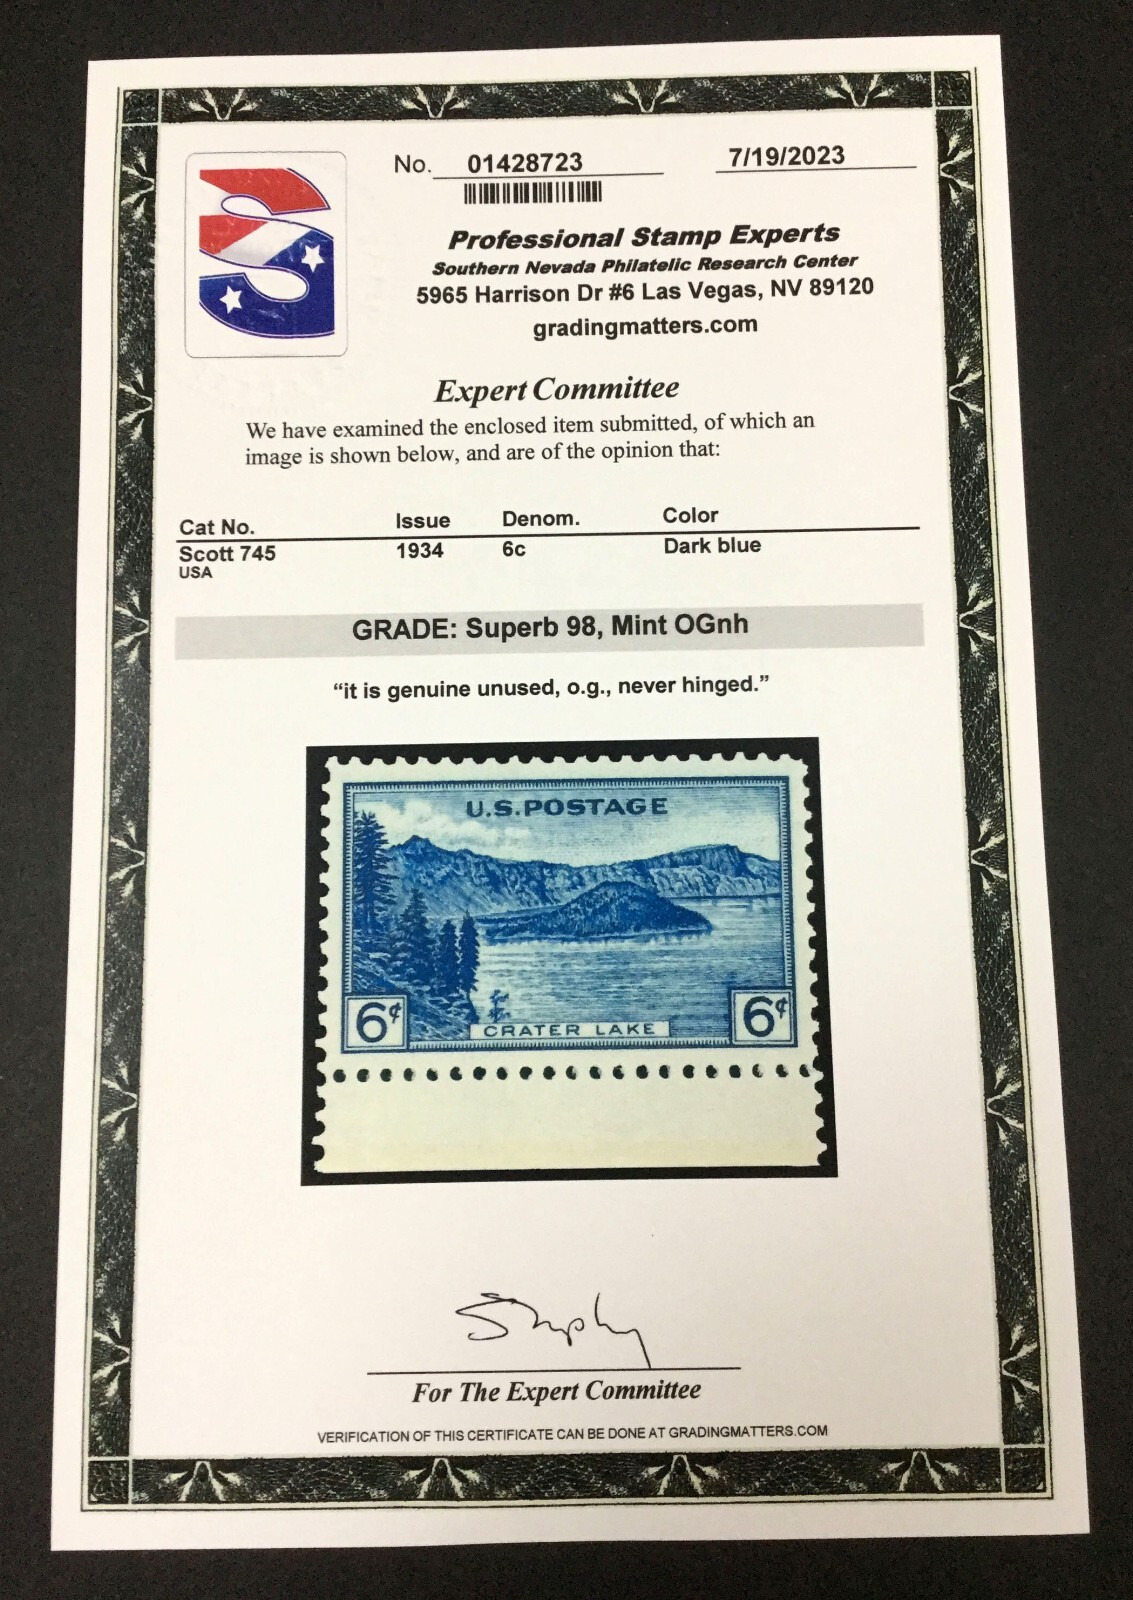 No. 01428723 7/19/2023
Professional Stamp Experts
Southern Nevada Philatelic Research Center
5965 Harrison Dr #6 Las Vegas, NV 89120
gradingmatters.com
Expert Committee
We have examined the enclosed item submitted, of which an
image is shown below, and are of the opinion that:
Cat No. Issue Denom. Color
Scott 745 1934 6c Dark blue
USA
GRADE: Superb 98, Mint OGnh
“it is genuine unused, o.g., never hinged.”
U.S. POSTAGE
6¢ CRATER LAKE 6¢
For The Expert Committee
VERIFICATION OF THIS CERTIFICATE CAN BE DONE AT GRADINGMATTERS.COM